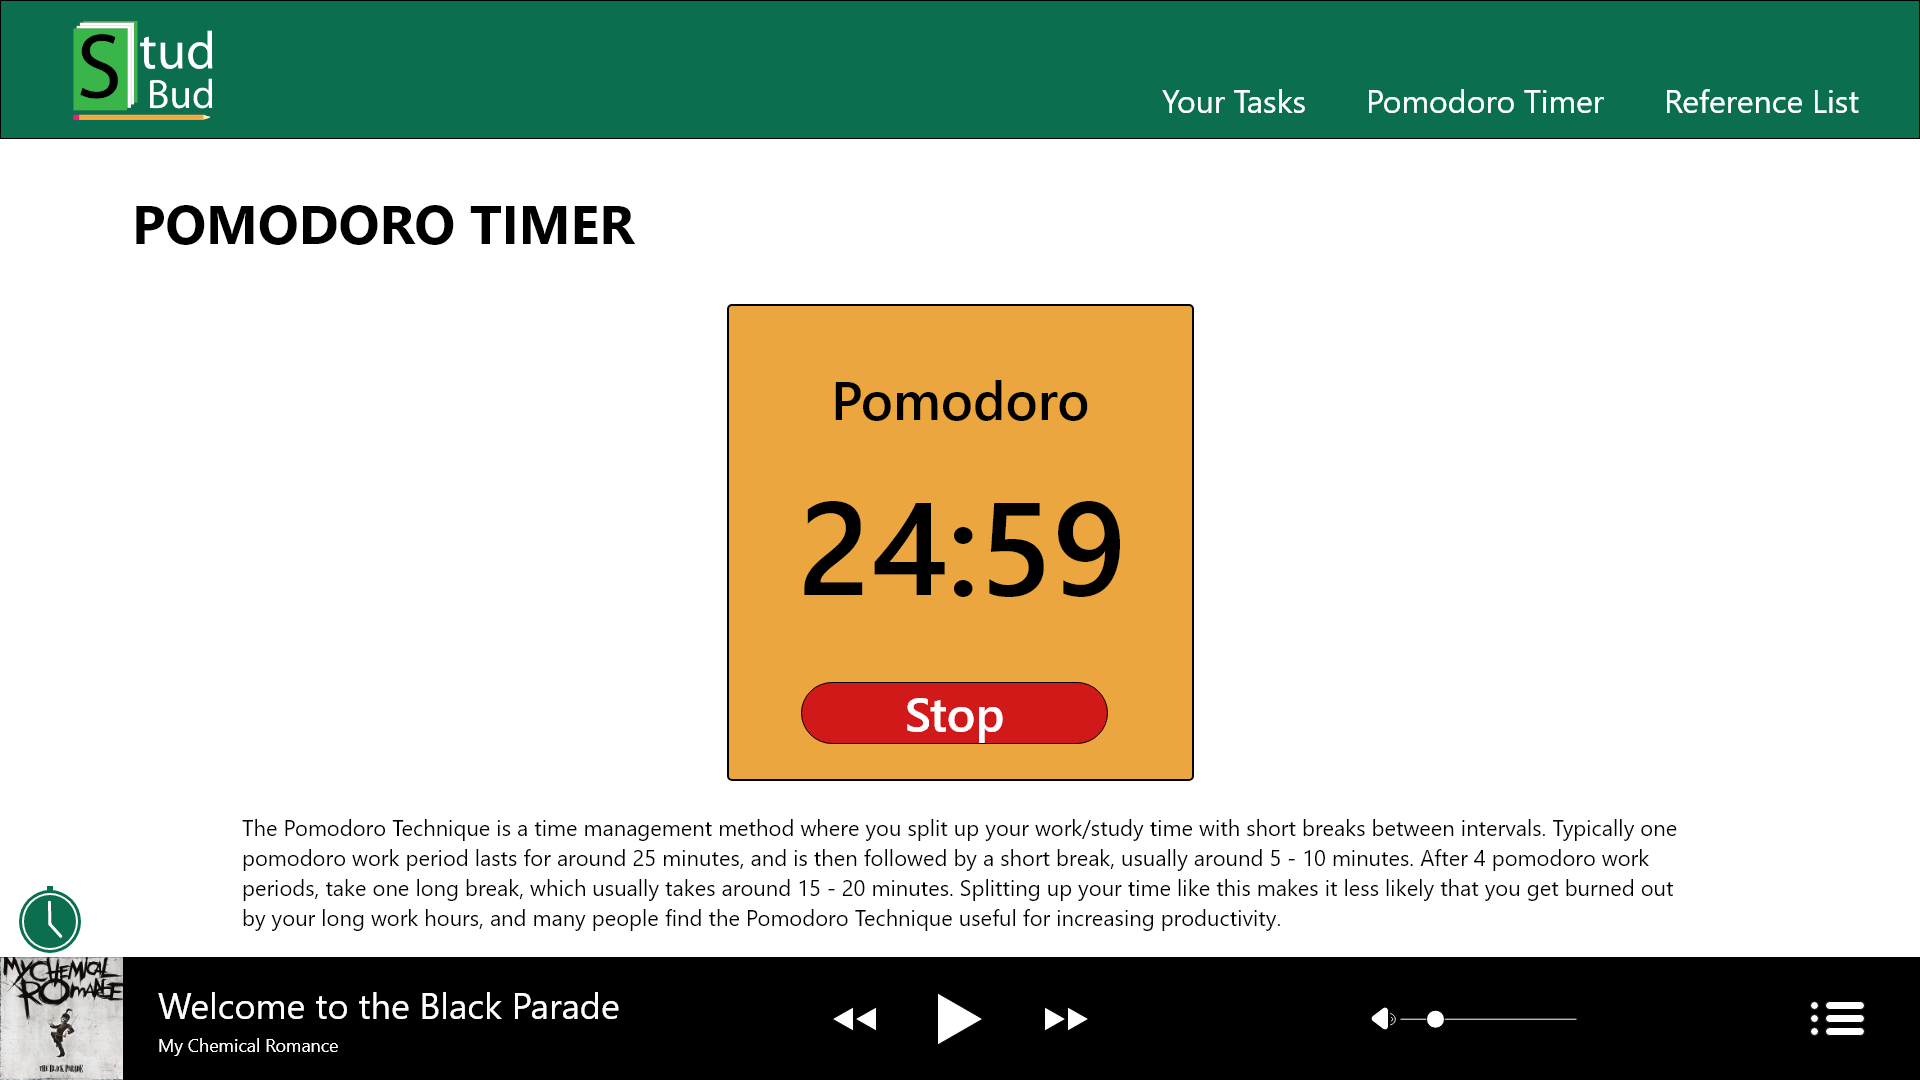 Stud
Bud
Your Tasks
Pomodoro Timer
Reference List
POMODORO TIMER
Pomodoro
24:59
Stop
The Pomodoro Technique is a time management method where you split up your work/study time with short breaks between intervals. Typically one
pomodoro work period lasts for around 25 minutes, and is then followed by a short break, usually around 5 - 10 minutes. After 4 pomodoro work
periods, take one long break, which usually takes around 15 - 20 minutes. Splitting up your time like this makes it less likely that you get burned out
by your long work hours, and many people find the Pomodoro Technique useful for increasing productivity.
MY CHEMICAL
ROMANCE
THE BLACK PARADE
Welcome to the Black Parade
My Chemical Romance